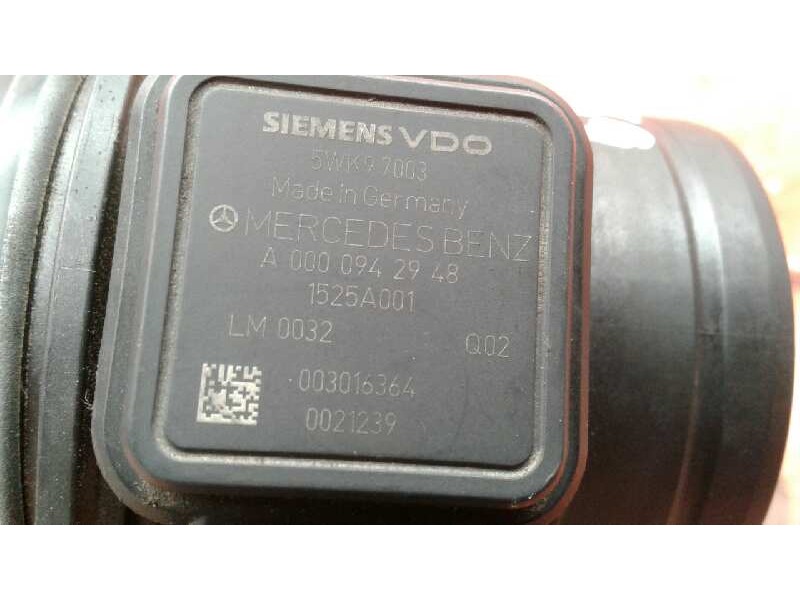 SIEMENS VDO
5WK9 7003
Made in Germany
MERCEDES BENZ
A 000 094 29 48
1525A001
LM 0032 Q02
003016364
0021239